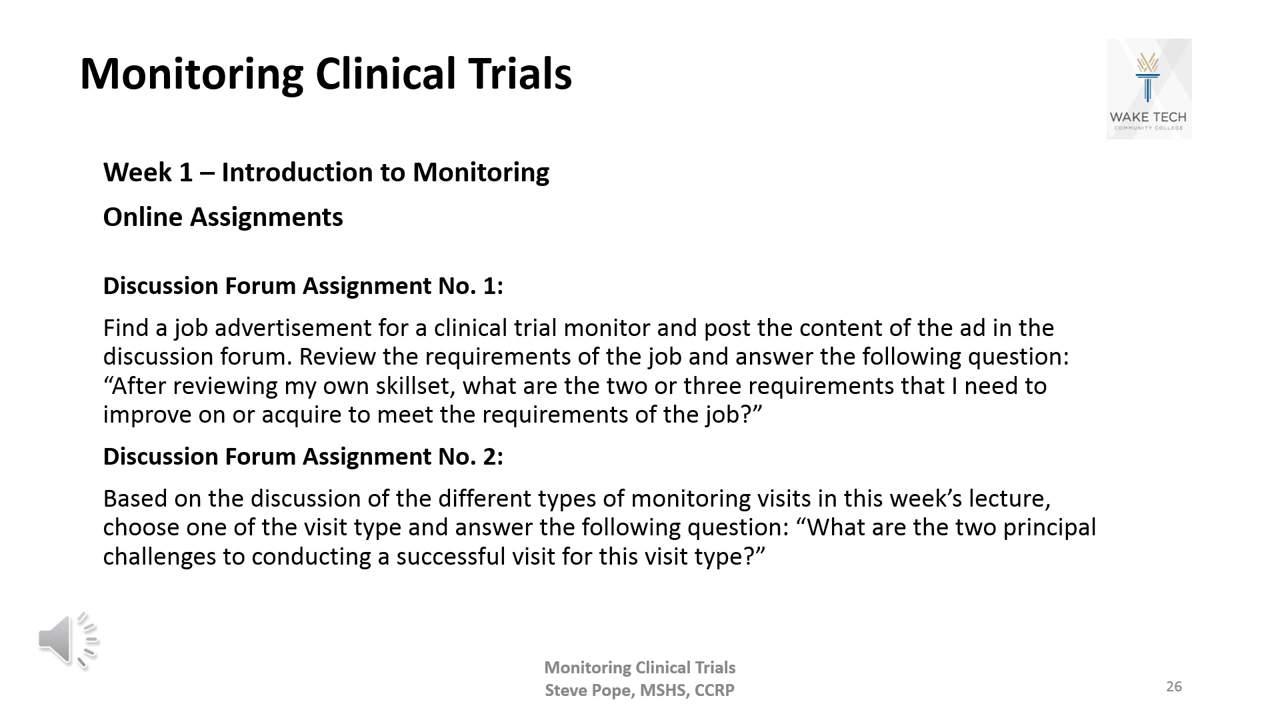 Monitoring Clinical Trials
WAKE TECH
COMMUNITY COLLEGE
Week 1 – Introduction to Monitoring
Online Assignments
Discussion Forum Assignment No. 1:
Find a job advertisement for a clinical trial monitor and post the content of the ad in the
discussion forum. Review the requirements of the job and answer the following question:
“After reviewing my own skillset, what are the two or three requirements that I need to
improve on or acquire to meet the requirements of the job?”
Discussion Forum Assignment No. 2:
Based on the discussion of the different types of monitoring visits in this week’s lecture,
choose one of the visit type and answer the following question: “What are the two principal
challenges to conducting a successful visit for this visit type?”
Monitoring Clinical Trials
Steve Pope, MSHS, CCRP
26